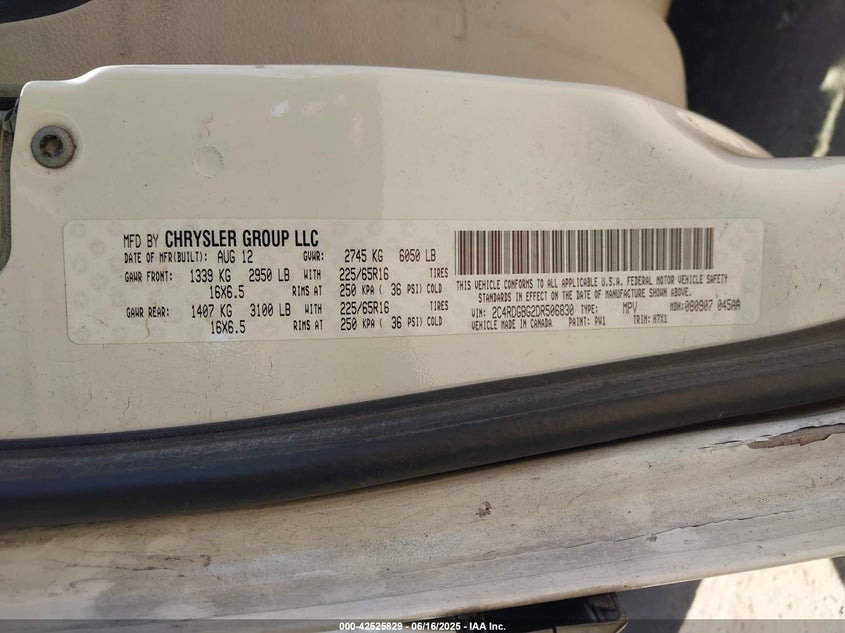 MFD BY CHRYSLER GROUP LLC
DATE OF MFR(BUILT): AUG 12 GVWR: 2745 KG 6050 LB
GAWR FRONT: 1339 KG 2950 LB WITH 225/65R16 TIRES
16X6.5 RIMS AT 250 KPA ( 36 PSI) COLD
GAWR REAR: 1407 KG 3100 LB WITH 225/65R16 TIRES
16X6.5 RIMS AT 250 KPA ( 36 PSI) COLD
THIS VEHICLE CONFORMS TO ALL APPLICABLE U.S.A. FEDERAL MOTOR VEHICLE SAFETY
STANDARDS IN EFFECT ON THE DATE OF MANUFACTURE SHOWN ABOVE.
VIN: 2C4RDGBG2DR506830 TYPE: MPV MDH: 080907 045AA
VEHICLE MADE IN CANADA PAINT: PW1 TRIM: H7X1
000-42525829 - 06/16/2025 - IAA Inc.